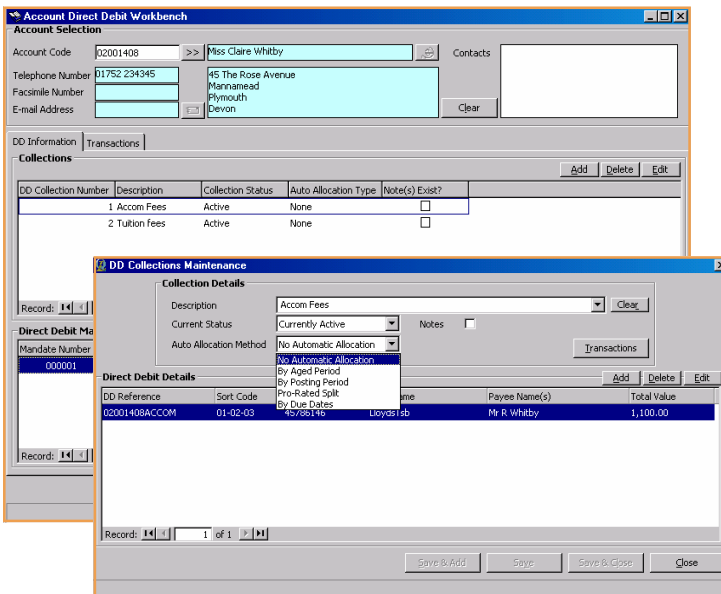 Account Direct Debit Workbench
Account Selection
Account Code 02001408 >> Miss Claire Whitby Contacts
Telephone Number 01752 234345 45 The Rose Avenue
Facsimile Number Mannamead
Plymouth
E-mail Address Devon Clear
DD Information Transactions
Collections
Add Delete Edit
DD Collection Number Description Collection Status Auto Allocation Type Note(s) Exist?
1 Accom Fees Active None
2 Tuition fees Active None
Record:
Direct Debit Ma
Mandate Number
000001
Record:
DD Collections Maintenance
Collection Details
Description Accom Fees Clear
Current Status Currently Active Notes
Auto Allocation Method No Automatic Allocation Transactions
No Automatic Allocation
By Aged Period
By Posting Period
Pro-Rated Split
By Due Dates
Direct Debit Details
Add Delete Edit
DD Reference Sort Code ame Payee Name(s) Total Value
02001408ACCOM 01-02-03 45786146 LloydsTsb Mr R Whitby 1,100.00
Record: 1 of 1
Save & Add Save Save & Close Close